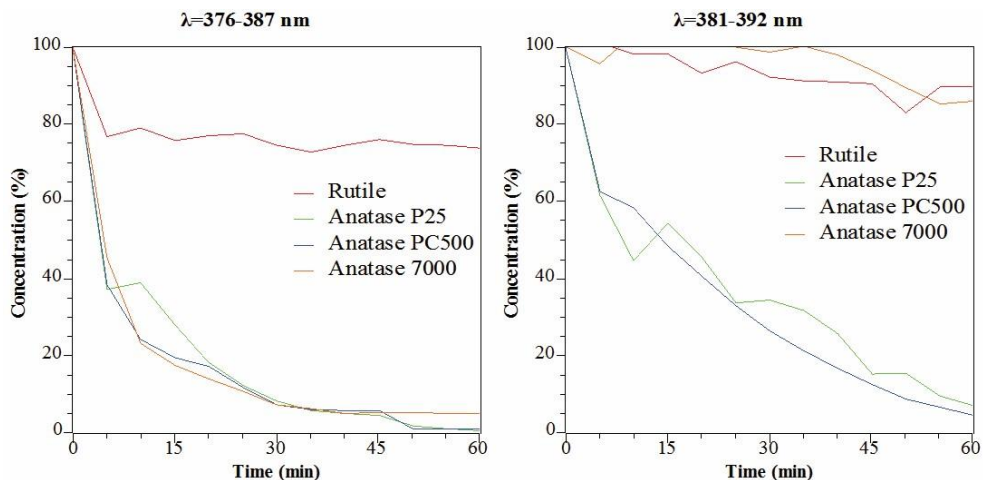 λ=376-387 nm
100
80
60
40
20
0
Concentration (%)
Rutile
Anatase P25
Anatase PC500
Anatase 7000
0 15 30 45 60
Time (min)
λ=381-392 nm
100
80
60
40
20
0
Concentration (%)
Rutile
Anatase P25
Anatase PC500
Anatase 7000
0 15 30 45 60
Time (min)